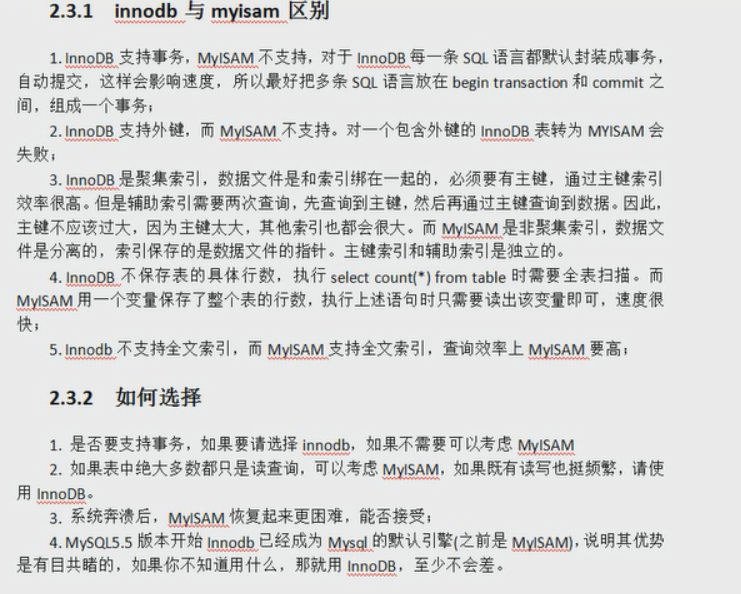 2.3.1 innodb 与 myisam 区别
1. InnoDB 支持事务，MyISAM 不支持，对于 InnoDB 每一条 SQL 语言都默认封装成事务，
自动提交，这样会影响速度，所以最好把多条 SQL 语言放在 begin transaction 和 commit 之
间，组成一个事务；
2. InnoDB 支持外键，而 MyISAM 不支持。对一个包含外键的 InnoDB 表转为 MYISAM 会
失败；
3. InnoDB 是聚集索引，数据文件是和索引绑在一起的，必须要有主键，通过主键索引
效率很高。但是辅助索引需要两次查询，先查询到主键，然后再通过主键查询到数据。因此，
主键不应该过大，因为主键太大，其他索引也都会很大。而 MyISAM 是非聚集索引，数据文
件是分离的，索引保存的是数据文件的指针。主键索引和辅助索引是独立的。
4. InnoDB 不保存表的具体行数，执行 select count(*) from table 时需要全表扫描。而
MyISAM 用一个变量保存了整个表的行数，执行上述语句时只需要读出该变量即可，速度很
快；
5. Innodb 不支持全文索引，而 MyISAM 支持全文索引，查询效率上 MyISAM 要高；
2.3.2 如何选择
1. 是否要支持事务，如果要请选择 innodb，如果不需要可以考虑 MyISAM
2. 如果表中绝大多数都只是读查询，可以考虑 MyISAM，如果既有读写也挺频繁，请使
用 InnoDB。
3. 系统奔溃后，MyISAM 恢复起来更困难，能否接受；
4. MySQL5.5 版本开始 Innodb 已经成为 Mysql 的默认引擎(之前是 MyISAM)，说明其优势
是有目共睹的，如果你不知道用什么，那就用 InnoDB，至少不会差。